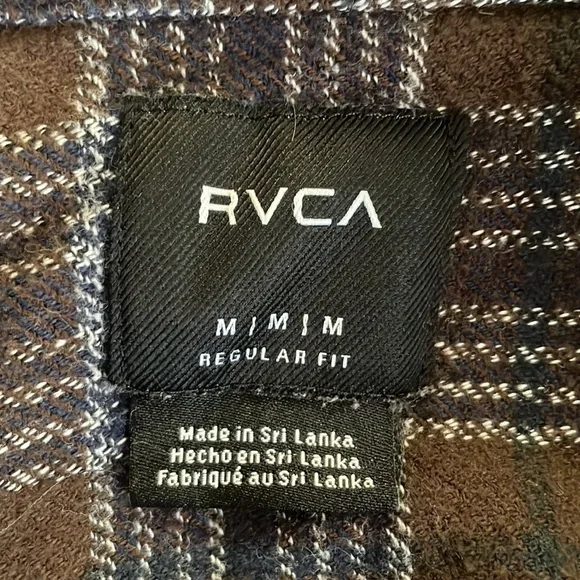 RVCA
M | M | M
REGULAR FIT
Made in Sri Lanka
Hecho en Sri Lanka
Fabriqué au Sri Lanka